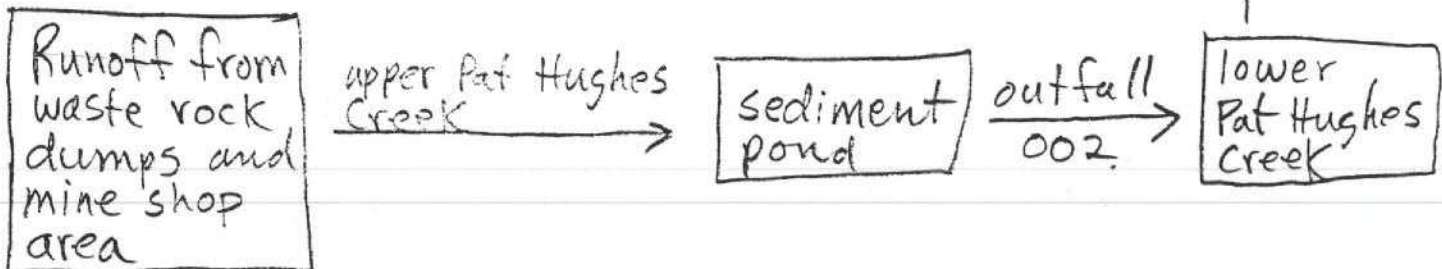 Runoff from
waste rock
dumps and
mine shop
area
upper Pat Hughes
Creek
sediment
pond
outfall
002.
lower
Pat Hughes
Creek